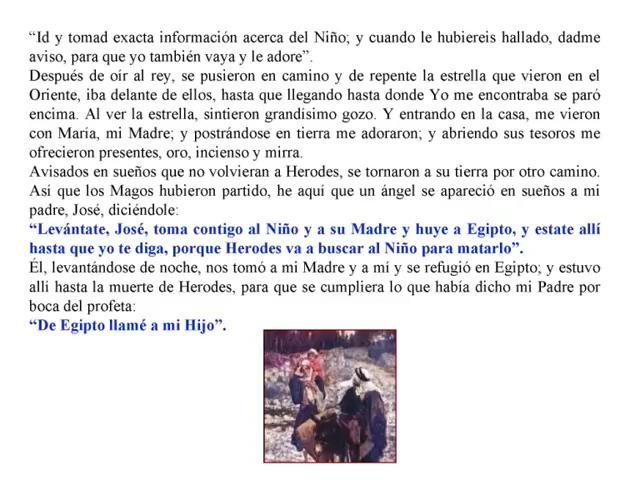 “Id y tomad exacta información acerca del Niño; y cuando le hubiereis hallado, dadme
aviso, para que yo también vaya y le adore”.
Después de oír al rey, se pusieron en camino y de repente la estrella que vieron en el
Oriente, iba delante de ellos, hasta que llegando hasta donde Yo me encontraba se paró
encima. Al ver la estrella, sintieron grandísimo gozo. Y entrando en la casa, me vieron
con María, mi Madre; y postrándose en tierra me adoraron; y abriendo sus tesoros me
ofrecieron presentes, oro, incienso y mirra.
Avisados en sueños que no volvieran a Herodes, se tornaron a su tierra por otro camino.
Así que los Magos hubieron partido, he aquí que un ángel se apareció en sueños a mi
padre, José, diciéndole:
“Levántate, José, toma contigo al Niño y a su Madre y huye a Egipto, y estate allí
hasta que yo te diga, porque Herodes va a buscar al Niño para matarlo”.
Él, levantándose de noche, nos tomó a mi Madre y a mí y se refugió en Egipto; y estuvo
allí hasta la muerte de Herodes, para que se cumpliera lo que había dicho mi Padre por
boca del profeta:
“De Egipto llamé a mi Hijo”.